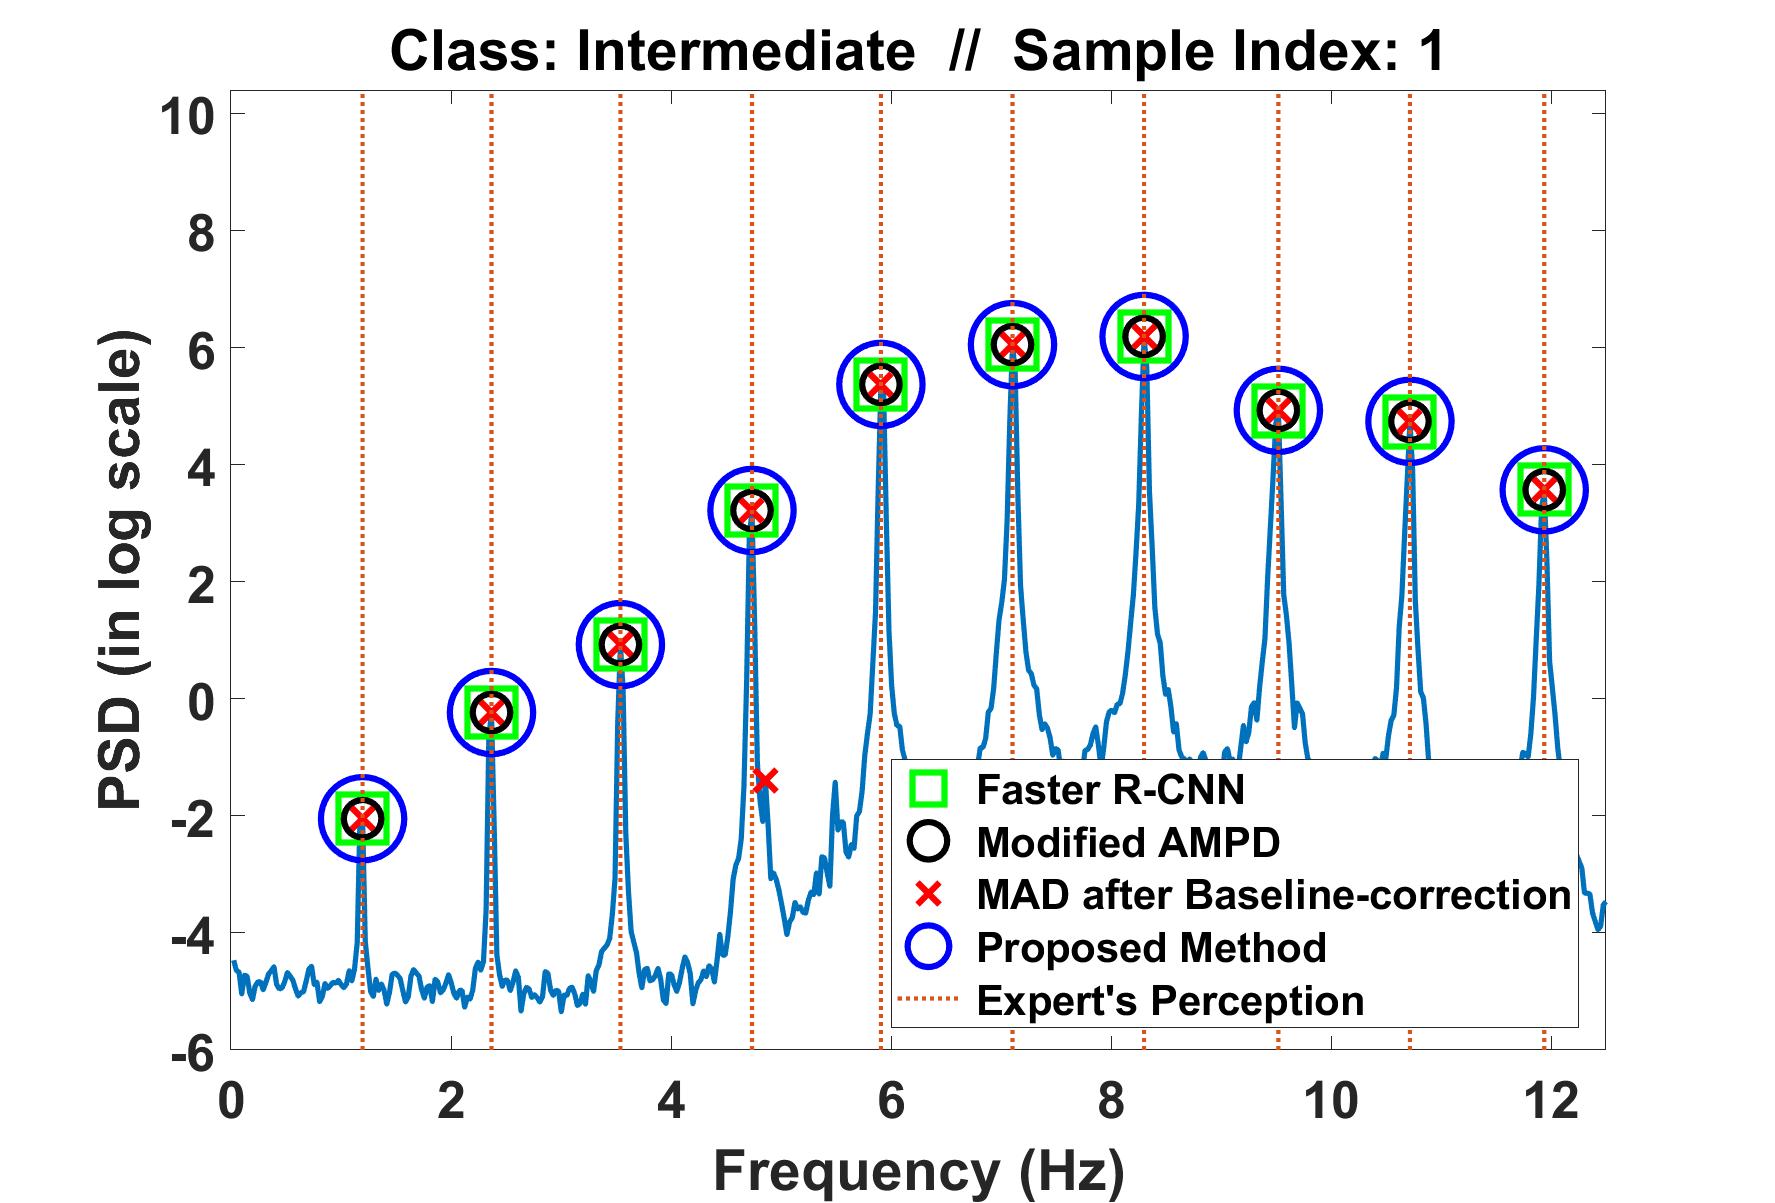 Class: Intermediate // Sample Index: 1
10
8
6
4
2
0
-2
-4
-6
PSD (in log scale)
Faster R-CNN
Modified AMPD
MAD after Baseline-correction
Proposed Method
Expert's Perception
0 2 4 6 8 10 12
Frequency (Hz)